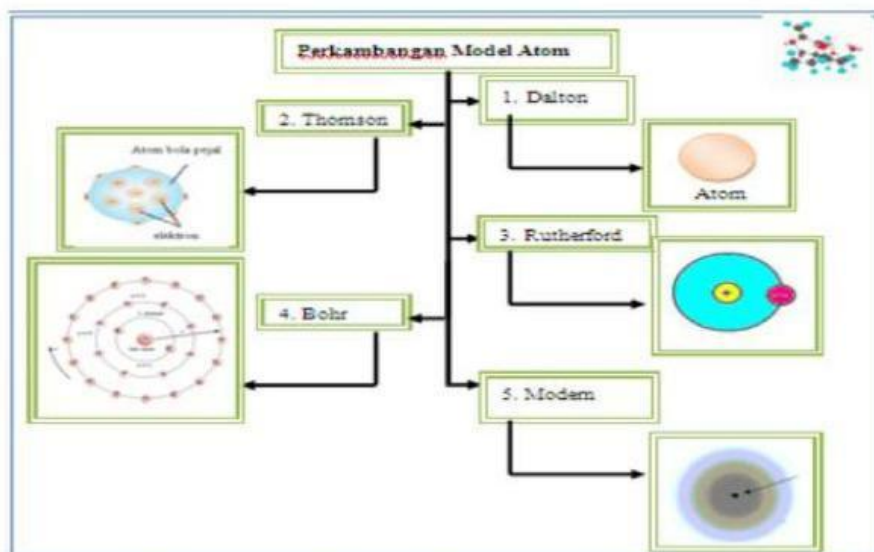 Perkambangan Model Atom
1. Dalton
2. Thomson
Atom bola pejal
elektron
Atom
3. Rutherford
4. Bohr
5. Modern